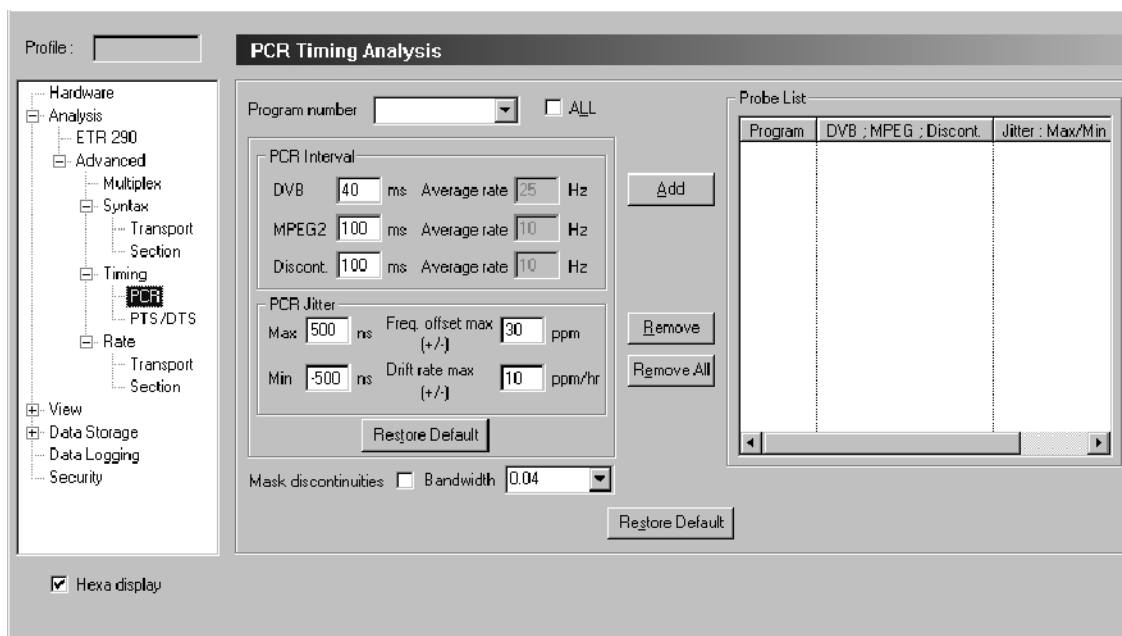 Profile :
PCR Timing Analysis
Hardware
Analysis
ETR 290
Advanced
Multiplex
Syntax
Transport
Section
Timing
PCR
PTS/DTS
Rate
Transport
Section
View
Data Storage
Data Logging
Security
Hexa display
Program number
ALL
PCR Interval
DVB 40 ms Average rate 25 Hz
MPEG2 100 ms Average rate 10 Hz
Discont. 100 ms Average rate 10 Hz
PCR Jitter
Max 500 ns Freq. offset max (+/-) 30 ppm
Min -500 ns Drift rate max (+/-) 10 ppm/hr
Restore Default
Mask discontinuities Bandwidth 0.04
Restore Default
Add
Remove
Remove All
Probe List
Program DVB ; MPEG ; Discont. Jitter : Max/Min